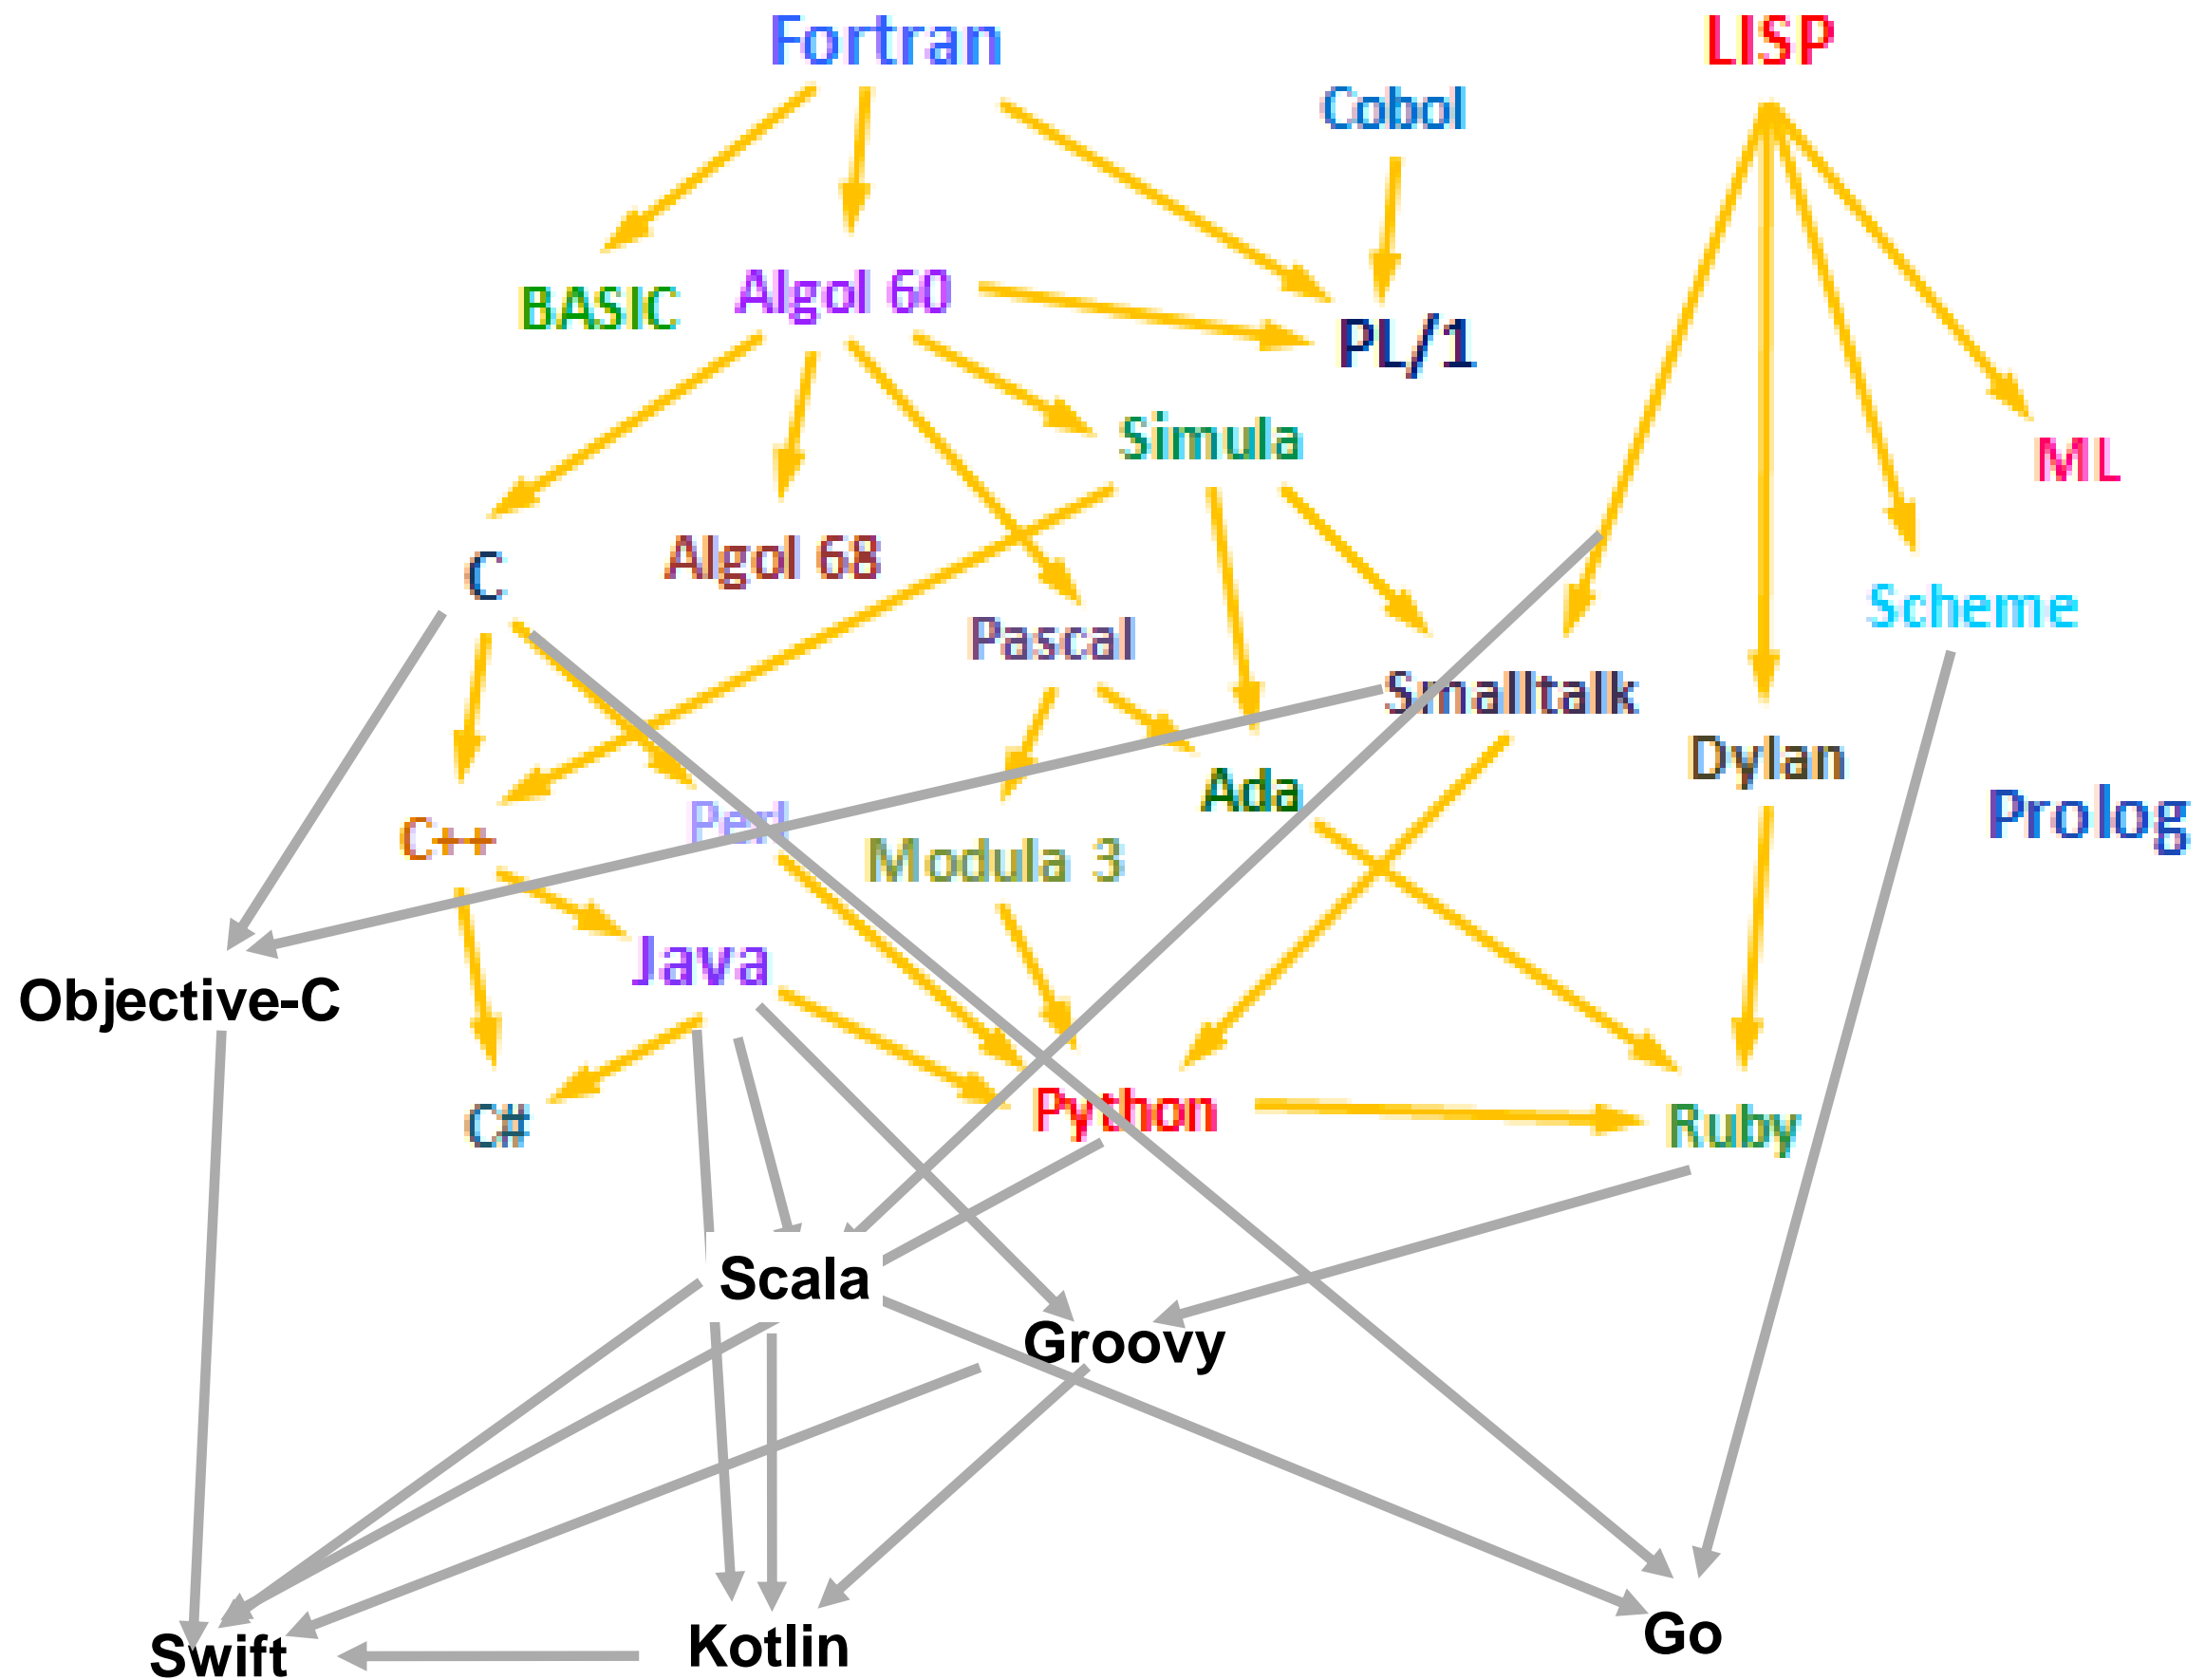 Fortran
LISP
Cobol
BASIC
Algol 60
PL/1
Simula
ML
C
Algol 68
Pascal
Scheme
Smalltalk
Dylan
Ada
Prolog
C++
Perl
Modula 3
Java
Objective-C
C#
Python
Ruby
Scala
Groovy
Swift
Kotlin
Go